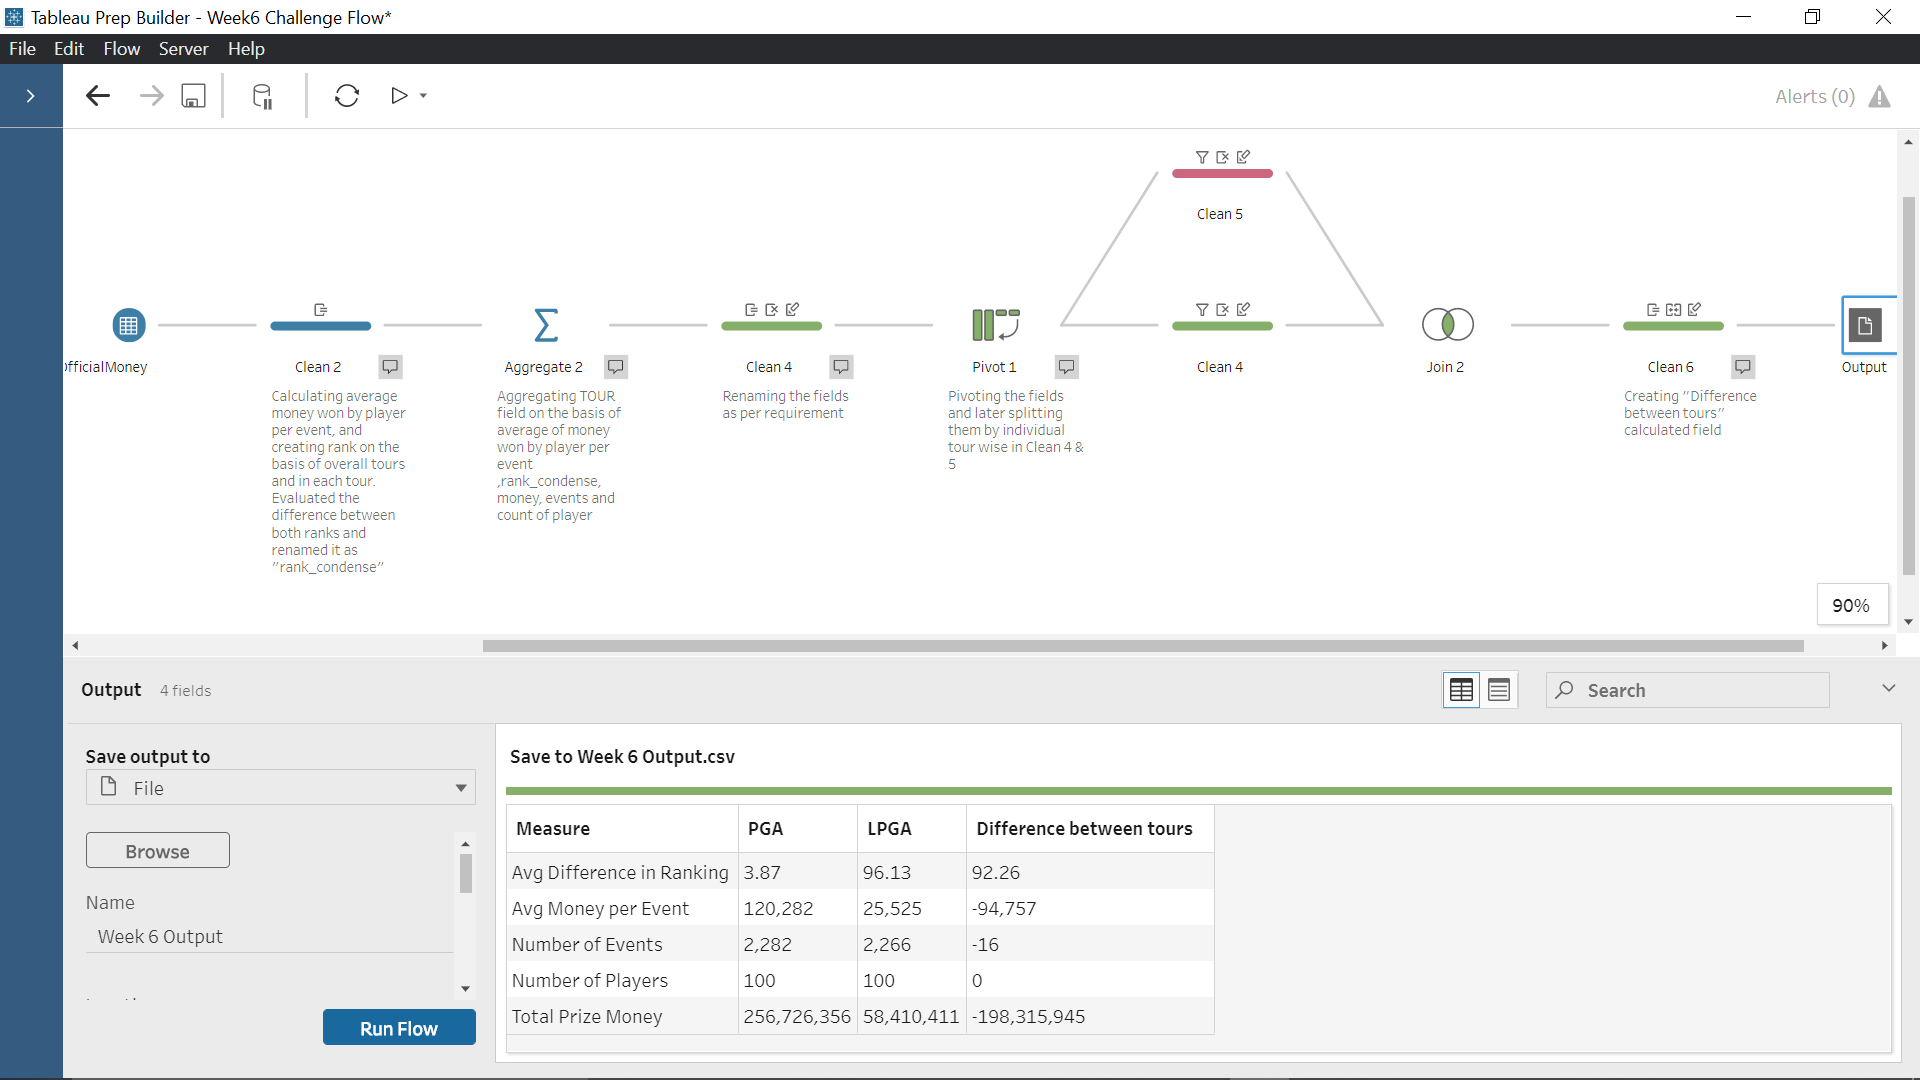 Tableau Prep Builder - Week6 Challenge Flow*
File Edit Flow Server Help
Alerts (0)
Clean 5
fficialMoney
Clean 2
Aggregate 2
Clean 4
Pivot 1
Clean 4
Join 2
Clean 6
Output
Calculating average
money won by player
per event, and
creating rank on the
basis of overall tours
and in each tour.
Evaluated the
difference between
both ranks and
renamed it as
"rank_condense"
Aggregating TOUR
field on the basis of
average of money
won by player per
event
,rank_condense,
money, events and
count of player
Renaming the fields
as per requirement
Pivoting the fields
and later splitting
them by individual
tour wise in Clean 4 &
5
Creating "Difference
between tours"
calculated field
90%
Output 4 fields
Search
Save output to
File
Browse
Name
Week 6 Output
Run Flow
Save to Week 6 Output.csv
Measure PGA LPGA Difference between tours
Avg Difference in Ranking 3.87 96.13 92.26
Avg Money per Event 120,282 25,525 -94,757
Number of Events 2,282 2,266 -16
Number of Players 100 100 0
Total Prize Money 256,726,356 58,410,411 -198,315,945